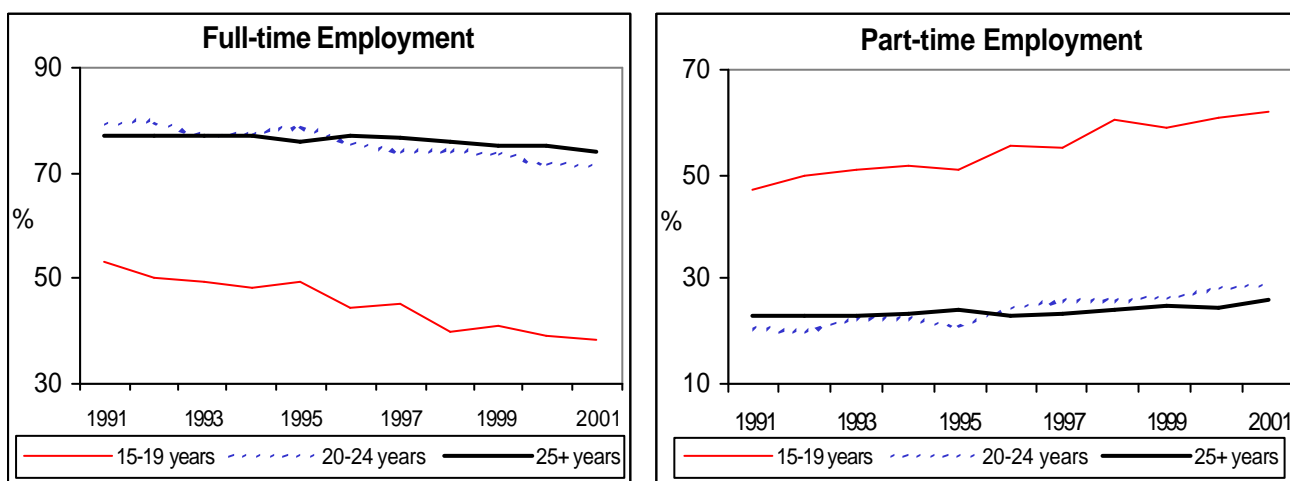 Full-time Employment
90
70
%
50
30
1991 1993 1995 1997 1999 2001
15-19 years 20-24 years 25+ years
Part-time Employment
70
50
%
30
10
1991 1993 1995 1997 1999 2001
15-19 years 20-24 years 25+ years